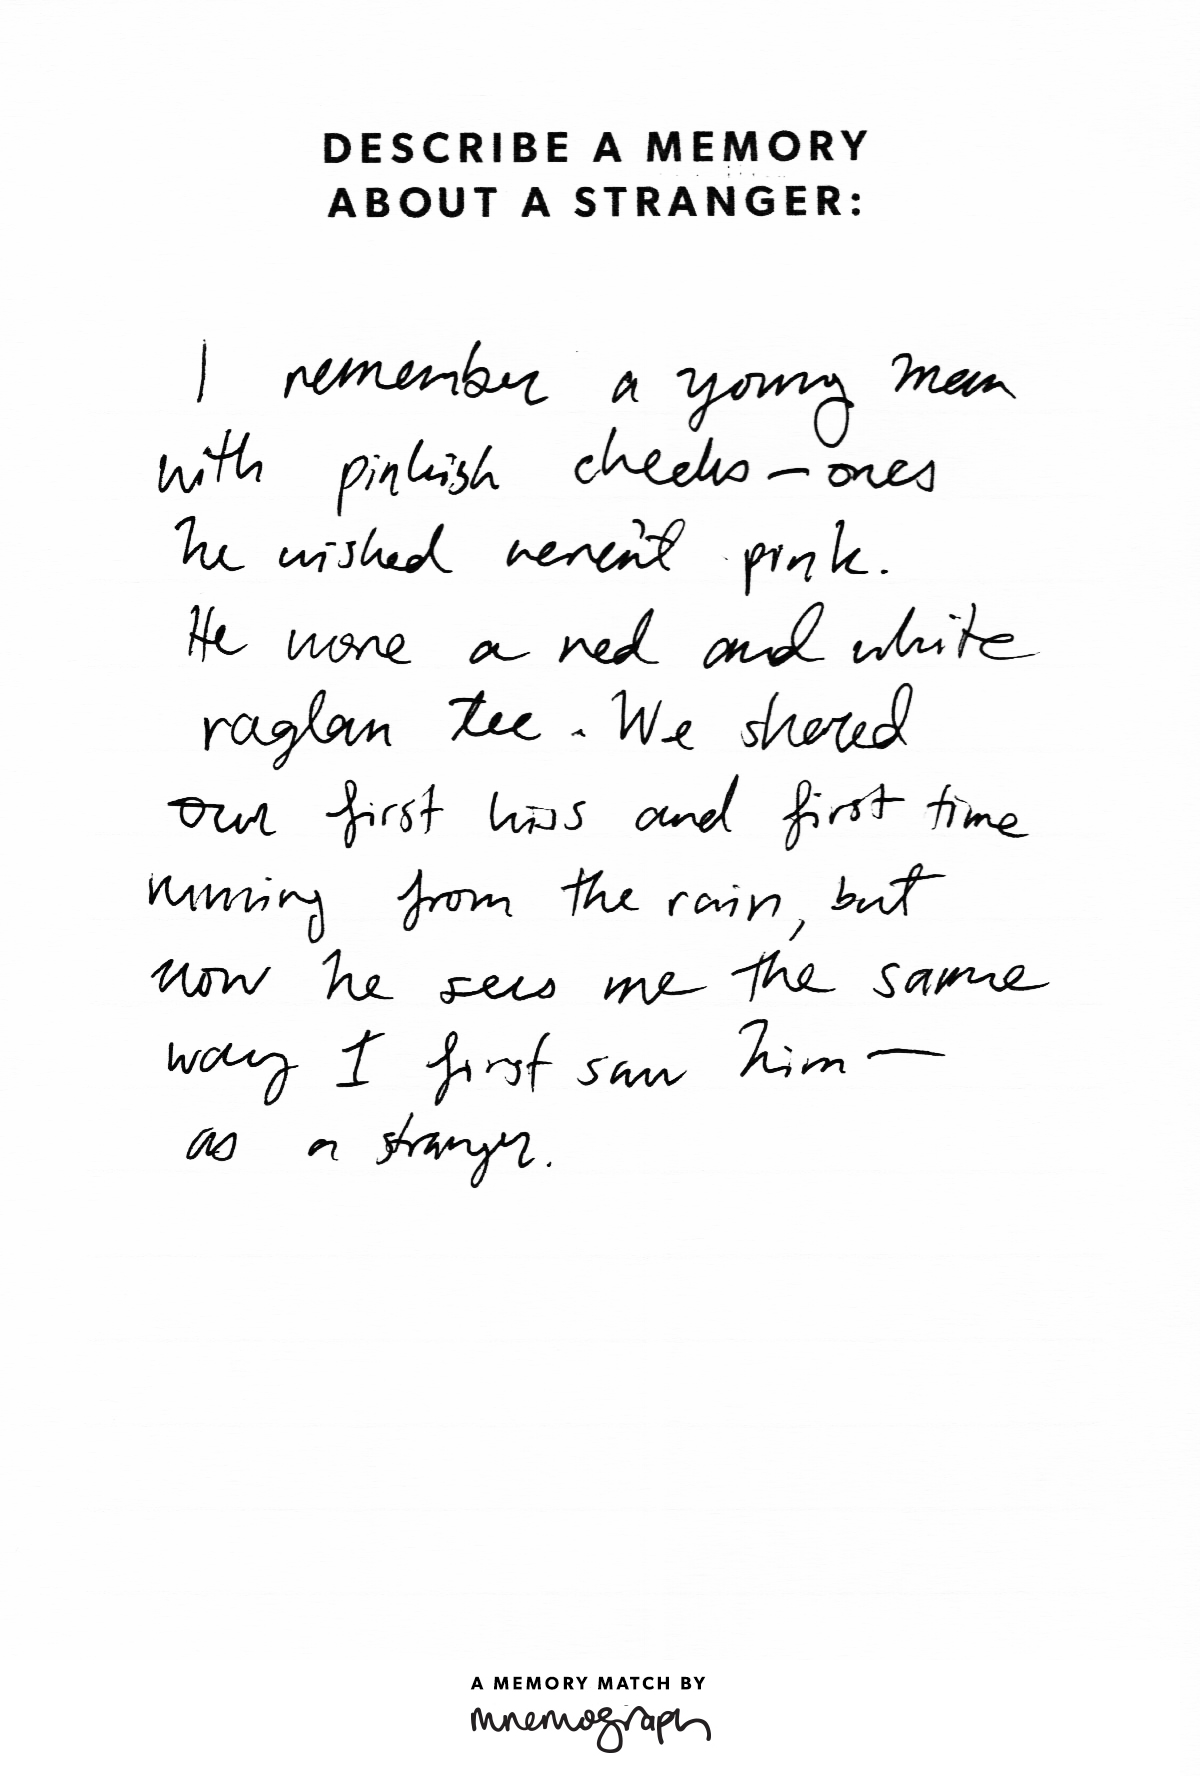 DESCRIBE A MEMORY
ABOUT A STRANGER:
I remember a young man
with pinkish cheeks — ones
he wished weren't pink.
He wore a red and white
raglan tee. We shared
our first kiss and first time
running from the rain, but
now he sees me the same
way I first saw him —
as a stranger.
A MEMORY MATCH BY
mnemograph